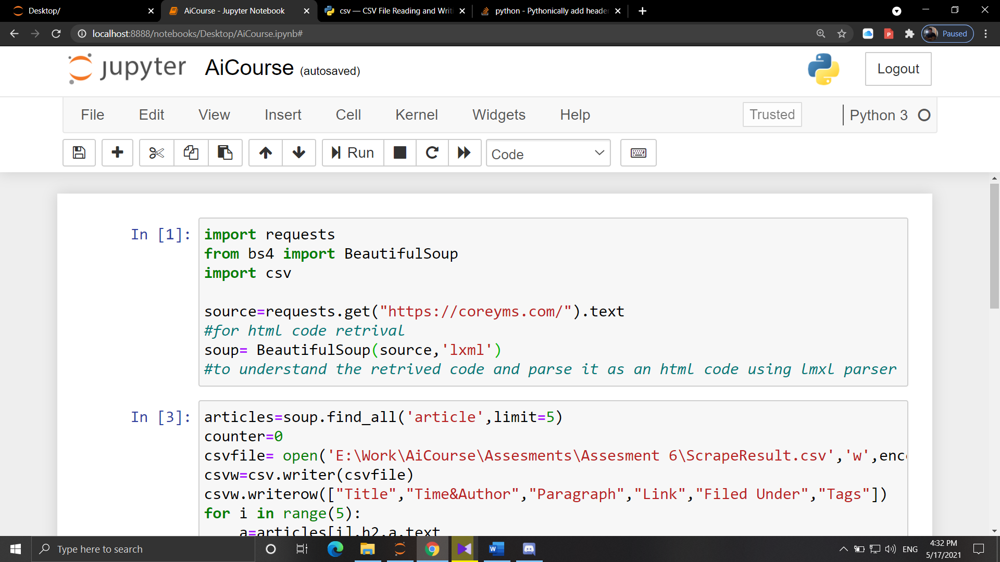 Desktop/
AiCourse - Jupyter Notebook
csv — CSV File Reading and Writi
python - Pythonically add heade
localhost:8888/notebooks/Desktop/AiCourse.ipynb#
Paused
jupyter AiCourse (autosaved)
Logout
File Edit View Insert Cell Kernel Widgets Help
Trusted
Python 3
Run
Code
In [1]:
import requests
from bs4 import BeautifulSoup
import csv
source=requests.get("https://coreyms.com/").text
#for html code retrival
soup= BeautifulSoup(source,'lxml')
#to understand the retrived code and parse it as an html code using lmxl parser
In [3]:
articles=soup.find_all('article',limit=5)
counter=0
csvfile= open('E:\Work\AiCourse\Assesments\Assesment 6\ScrapeResult.csv','w',enc
csvw=csv.writer(csvfile)
csvw.writerow(["Title","Time&Author","Paragraph","Link","Filed Under","Tags"])
for i in range(5):
a=articles[i].h2.a.text
Type here to search
ENG
4:32 PM
5/17/2021